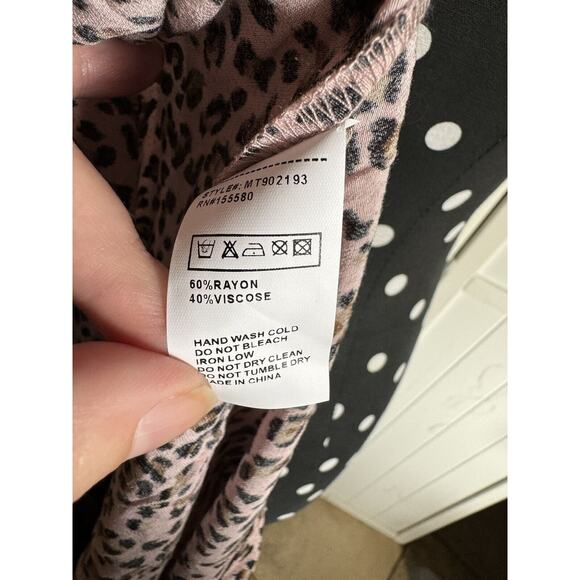 STYLE#: MT902193
RN#155580
60%RAYON
40%VISCOSE
HAND WASH COLD
DO NOT BLEACH
IRON LOW
DO NOT DRY CLEAN
DO NOT TUMBLE DRY
MADE IN CHINA